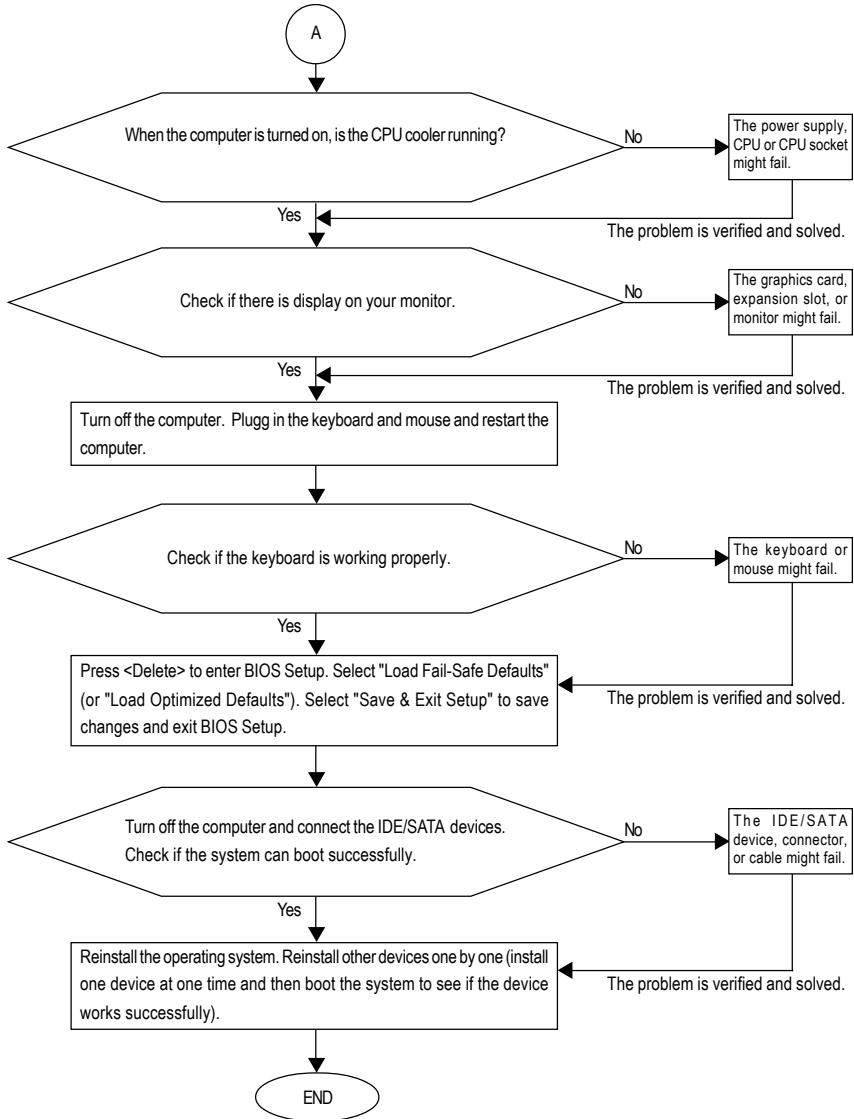 A
When the computer is turned on, is the CPU cooler running?
No
The power supply,
CPU or CPU socket
might fail.
Yes
The problem is verified and solved.
Check if there is display on your monitor.
No
The graphics card,
expansion slot, or
monitor might fail.
Yes
The problem is verified and solved.
Turn off the computer. Plugg in the keyboard and mouse and restart the
computer.
Check if the keyboard is working properly.
No
The keyboard or
mouse might fail.
Yes
Press <Delete> to enter BIOS Setup. Select "Load Fail-Safe Defaults"
(or "Load Optimized Defaults"). Select "Save & Exit Setup" to save
changes and exit BIOS Setup.
The problem is verified and solved.
Turn off the computer and connect the IDE/SATA devices.
Check if the system can boot successfully.
No
The IDE/SATA
device, connector,
or cable might fail.
Yes
Reinstall the operating system. Reinstall other devices one by one (install
one device at one time and then boot the system to see if the device
works successfully).
The problem is verified and solved.
END